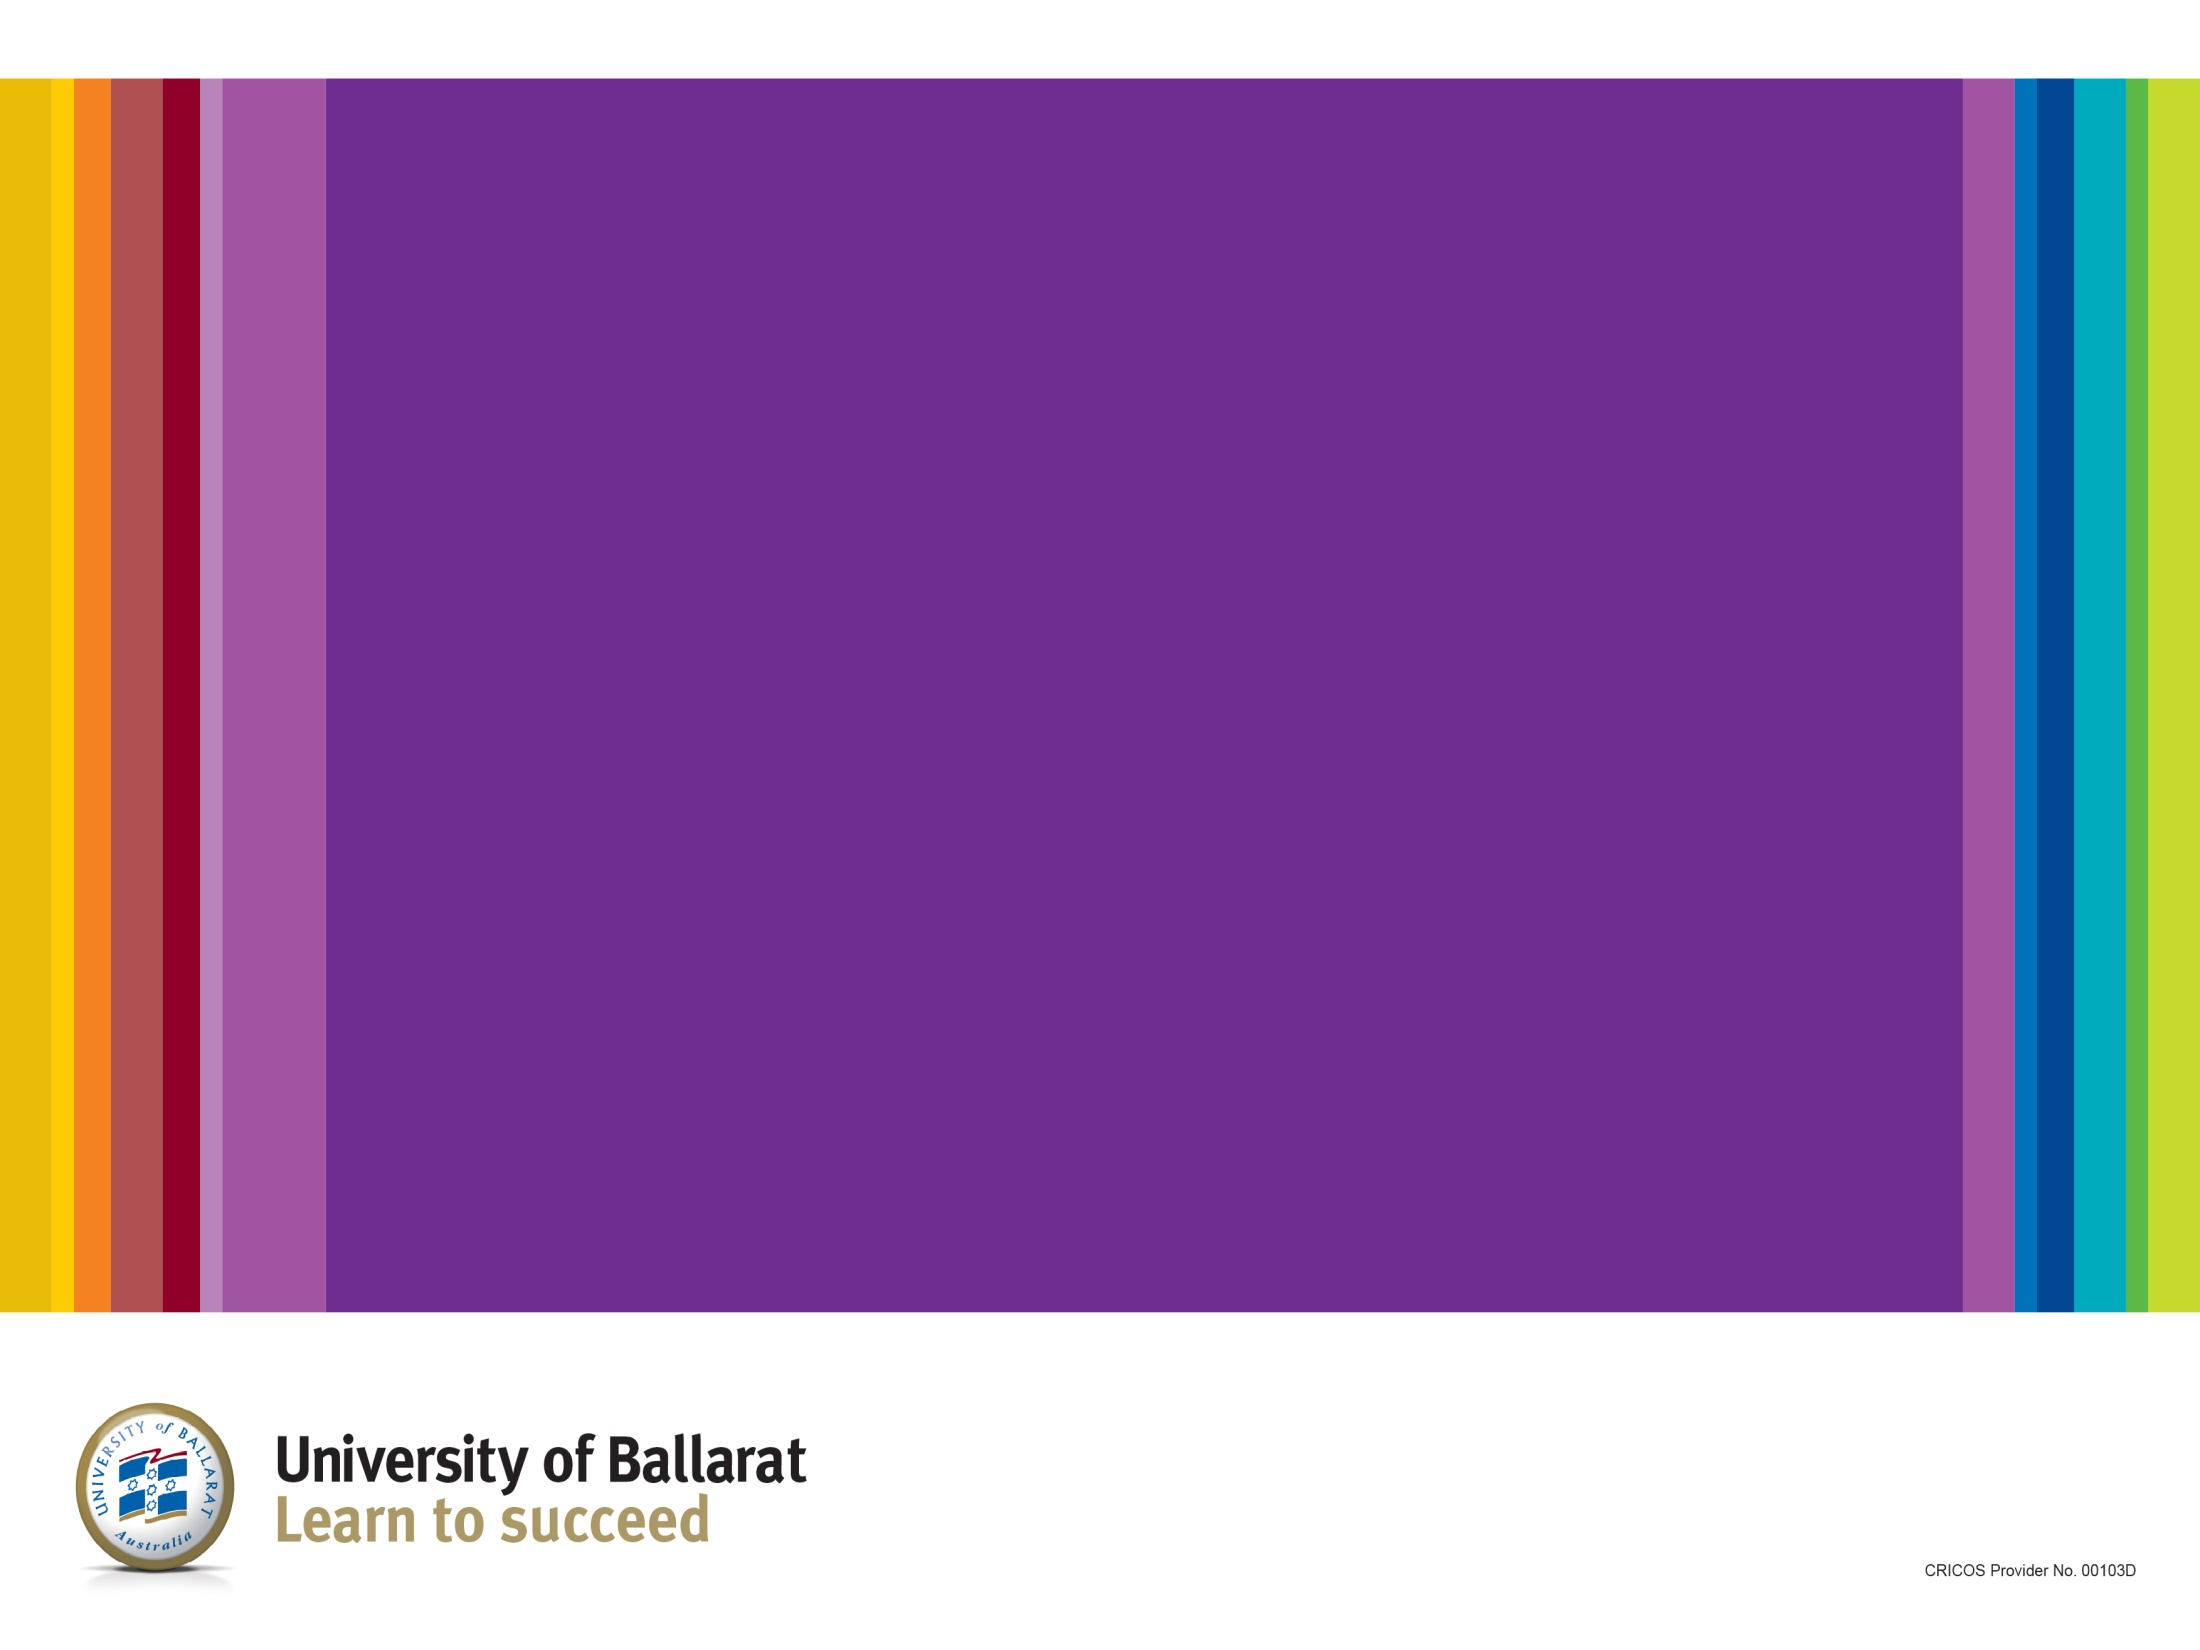 UNIVERSITY of BALLARAT
Australia
University of Ballarat
Learn to succeed
CRICOS Provider No. 00103D